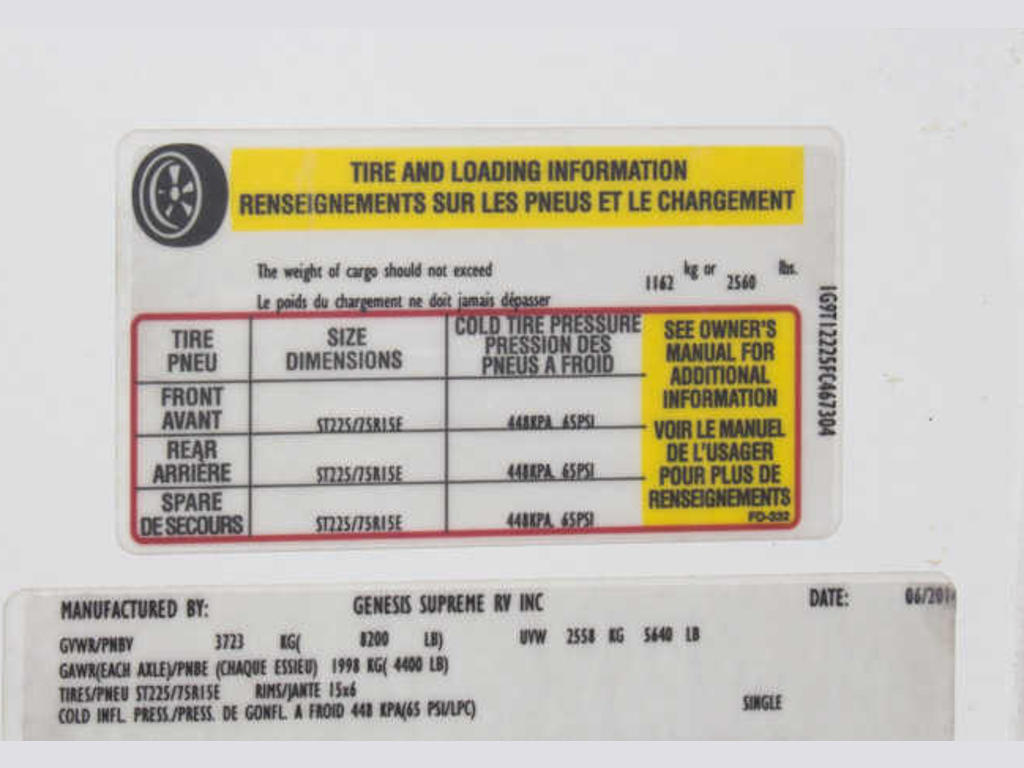 TIRE AND LOADING INFORMATION
RENSEIGNEMENTS SUR LES PNEUS ET LE CHARGEMENT
The weight of cargo should not exceed 1162 kg or 2560 lbs.
Le poids du chargement ne doit jamais dépasser
TIRE PNEU
SIZE DIMENSIONS
COLD TIRE PRESSURE
PRESSION DES
PNEUS A FROID
FRONT AVANT
ST225/75R15E
448KPA, 65PSI
REAR ARRIÈRE
ST225/75R15E
448KPA, 65PSI
SPARE DE SECOURS
ST225/75R15E
448KPA, 65PSI
SEE OWNER'S
MANUAL FOR
ADDITIONAL
INFORMATION
VOIR LE MANUEL
DE L'USAGER
POUR PLUS DE
RENSEIGNEMENTS
FO-332
MANUFACTURED BY: GENESIS SUPREME RV INC DATE:
GVWR/PNBV 3723 KG( 8200 LB) UVW 2558 KG 5640 LB
GAWR(EACH AXLE)/PNBE (CHAQUE ESSIEU) 1998 KG( 4400 LB)
TIRES/PNEU ST225/75R15E RIMS/JANTE 15x6
COLD INFL. PRESS./PRESS. DE GONFL. A FROID 448 KPA(65 PSI/LPC) SINGLE